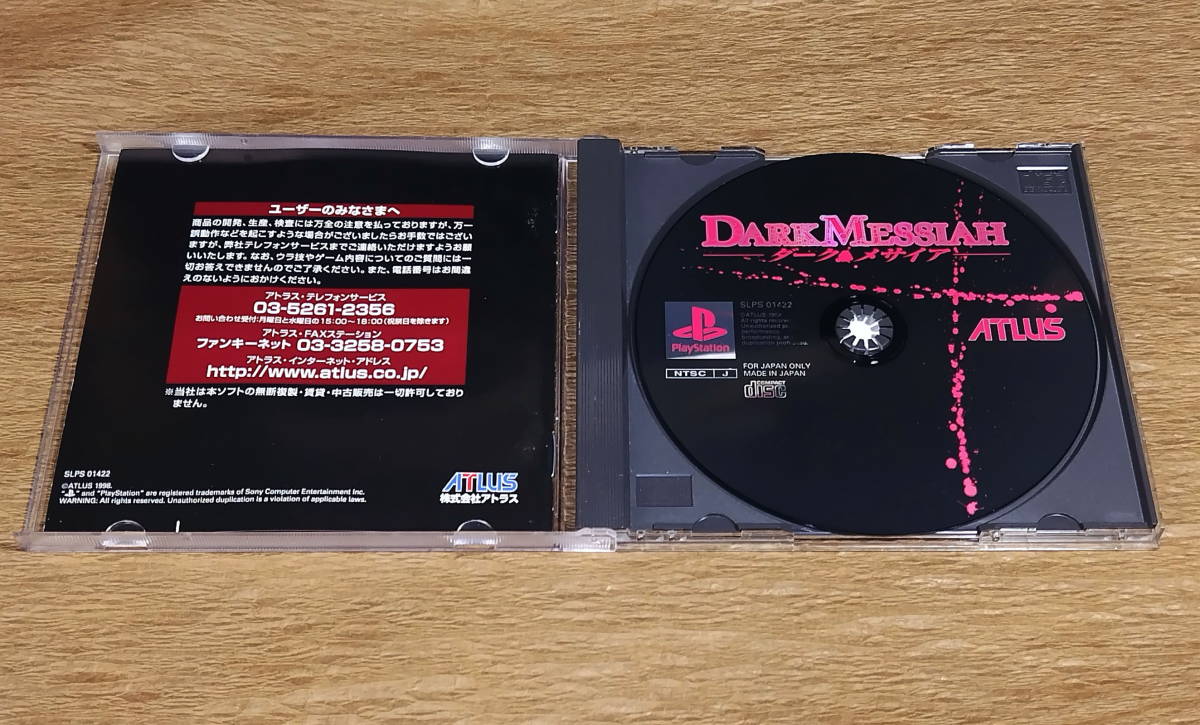 ユーザーのみなさまへ
商品の開発、生産、検査には万全の注意を払っておりますが、万一
誤動作などを起こすような場合がございましたらお手数ではござい
ますが、弊社テレフォンサービスまでご連絡いただけますようお願
いいたします。なお、ウラ技やゲーム内容についてのご質問には一
切お答えできませんのでご了承ください。また、電話番号はお間違
えのないようにおかけください。
アトラス・テレフォンサービス
03-5261-2356
お問い合わせ受付:月曜日と水曜日の15:00~18:00(祝祭日を除きます)
アトラス・FAXステーション
ファンキーネット 03-3258-0753
アトラス・インターネット・アドレス
http://www.atlus.co.jp/
※当社は本ソフトの無断複製・賃貸・中古販売は一切許可しており
ません。
SLPS 01422
©ATLUS 1998.
" " and "PlayStation" are registered trademarks of Sony Computer Entertainment Inc.
WARNING: All rights reserved. Unauthorized duplication is a violation of applicable laws.
ATLUS
株式会社アトラス
DARK MESSIAH
ダーク メサイア
SLPS 01422
©ATLUS 1998
All rights
Unauthorized
performance
broadcasting,
duplication
PlayStation
NTSC J
FOR JAPAN ONLY
MADE IN JAPAN
COMPACT
disc
ATLUS